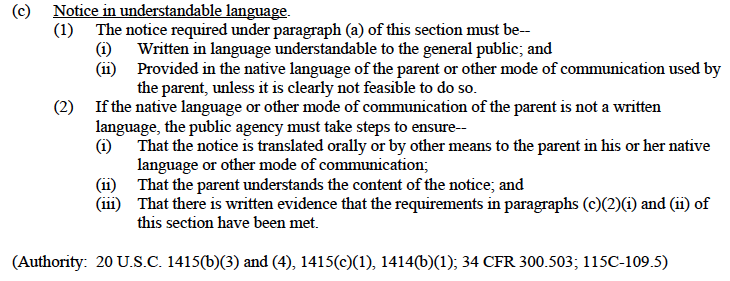 (c) Notice in understandable language.
(1) The notice required under paragraph (a) of this section must be--
(i) Written in language understandable to the general public; and
(ii) Provided in the native language of the parent or other mode of communication used by
the parent, unless it is clearly not feasible to do so.
(2) If the native language or other mode of communication of the parent is not a written
language, the public agency must take steps to ensure--
(i) That the notice is translated orally or by other means to the parent in his or her native
language or other mode of communication;
(ii) That the parent understands the content of the notice; and
(iii) That there is written evidence that the requirements in paragraphs (c)(2)(i) and (ii) of
this section have been met.
(Authority: 20 U.S.C. 1415(b)(3) and (4), 1415(c)(1), 1414(b)(1); 34 CFR 300.503; 115C-109.5)